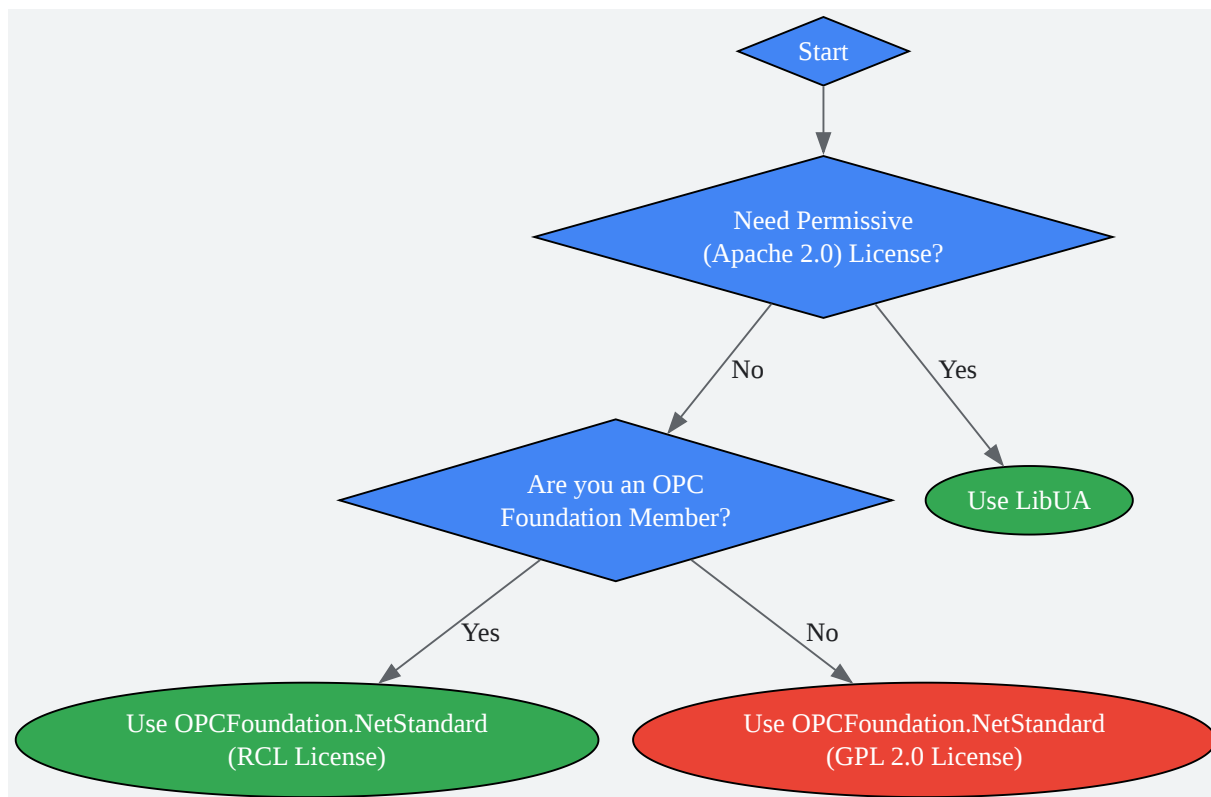 Start
Need Permissive
(Apache 2.0) License?
No
Yes
Are you an OPC
Foundation Member?
Use LibUA
Yes
No
Use OPCFoundation.NetStandard
(RCL License)
Use OPCFoundation.NetStandard
(GPL 2.0 License)